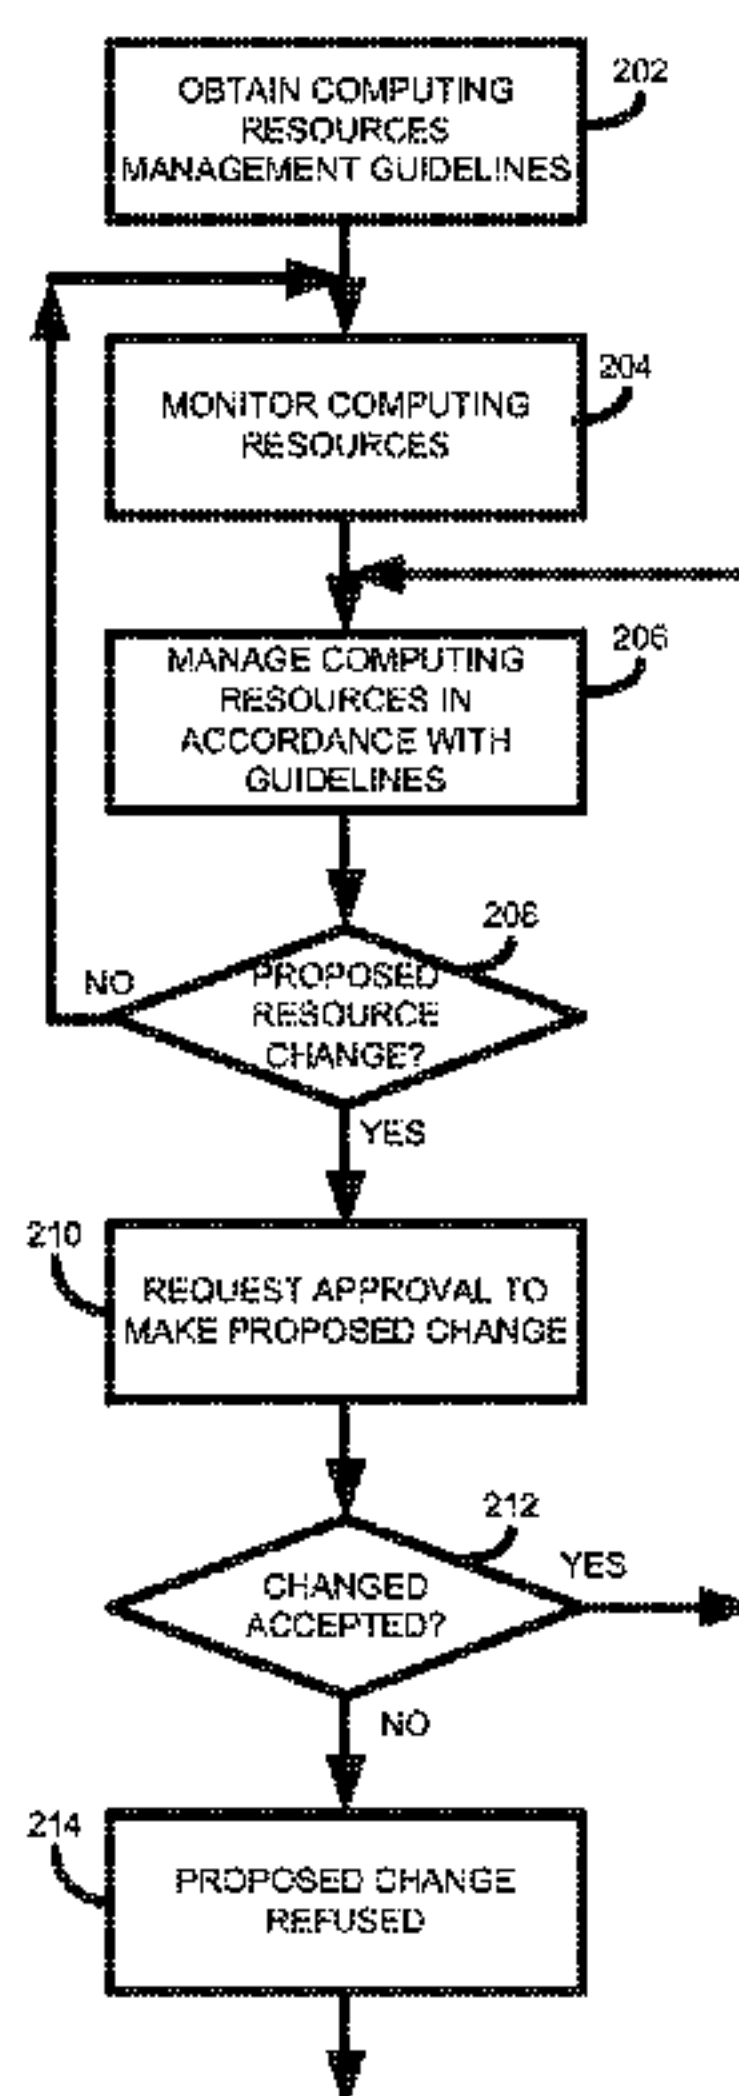 OBTAIN COMPUTING
RESOURCES
MANAGEMENT GUIDELINES
202
MONITOR COMPUTING
RESOURCES
204
MANAGE COMPUTING
RESOURCES IN
ACCORDANCE WITH
GUIDELINES
206
PROPOSED
RESOURCE
CHANGE?
208
NO
YES
210
REQUEST APPROVAL TO
MAKE PROPOSED CHANGE
CHANGED
ACCEPTED?
212
YES
NO
214
PROPOSED CHANGE
REFUSED